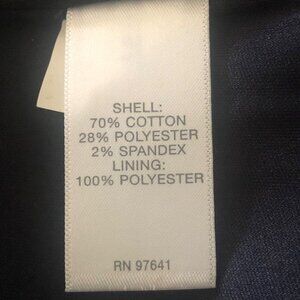 SHELL:
70% COTTON
28% POLYESTER
2% SPANDEX
LINING:
100% POLYESTER
RN 97641